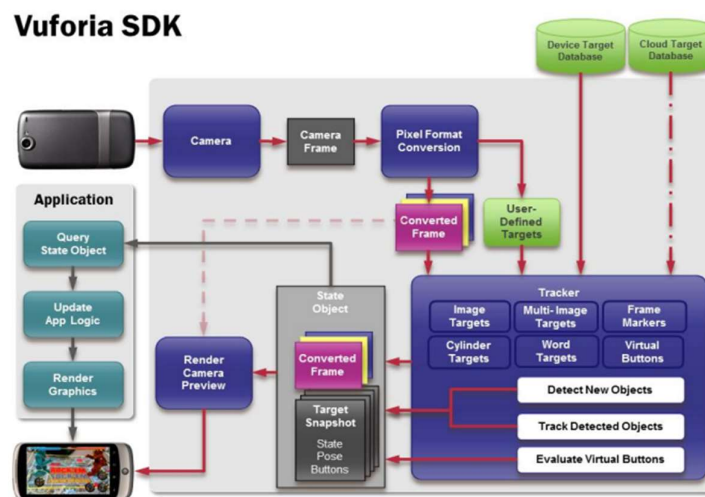 Vuforia SDK
Device Target
Database
Cloud Target
Database
Camera
Camera
Frame
Pixel Format
Conversion
Application
Query
State Object
Update
App Logic
Render
Graphics
Converted
Frame
User-
Defined
Targets
Render
Camera
Preview
State
Object
Converted
Frame
Target
Snapshot
State
Pose
Buttons
Tracker
Image
Targets
Multi-Image
Targets
Frame
Markers
Cylinder
Targets
Word
Targets
Virtual
Buttons
Detect New Objects
Track Detected Objects
Evaluate Virtual Buttons